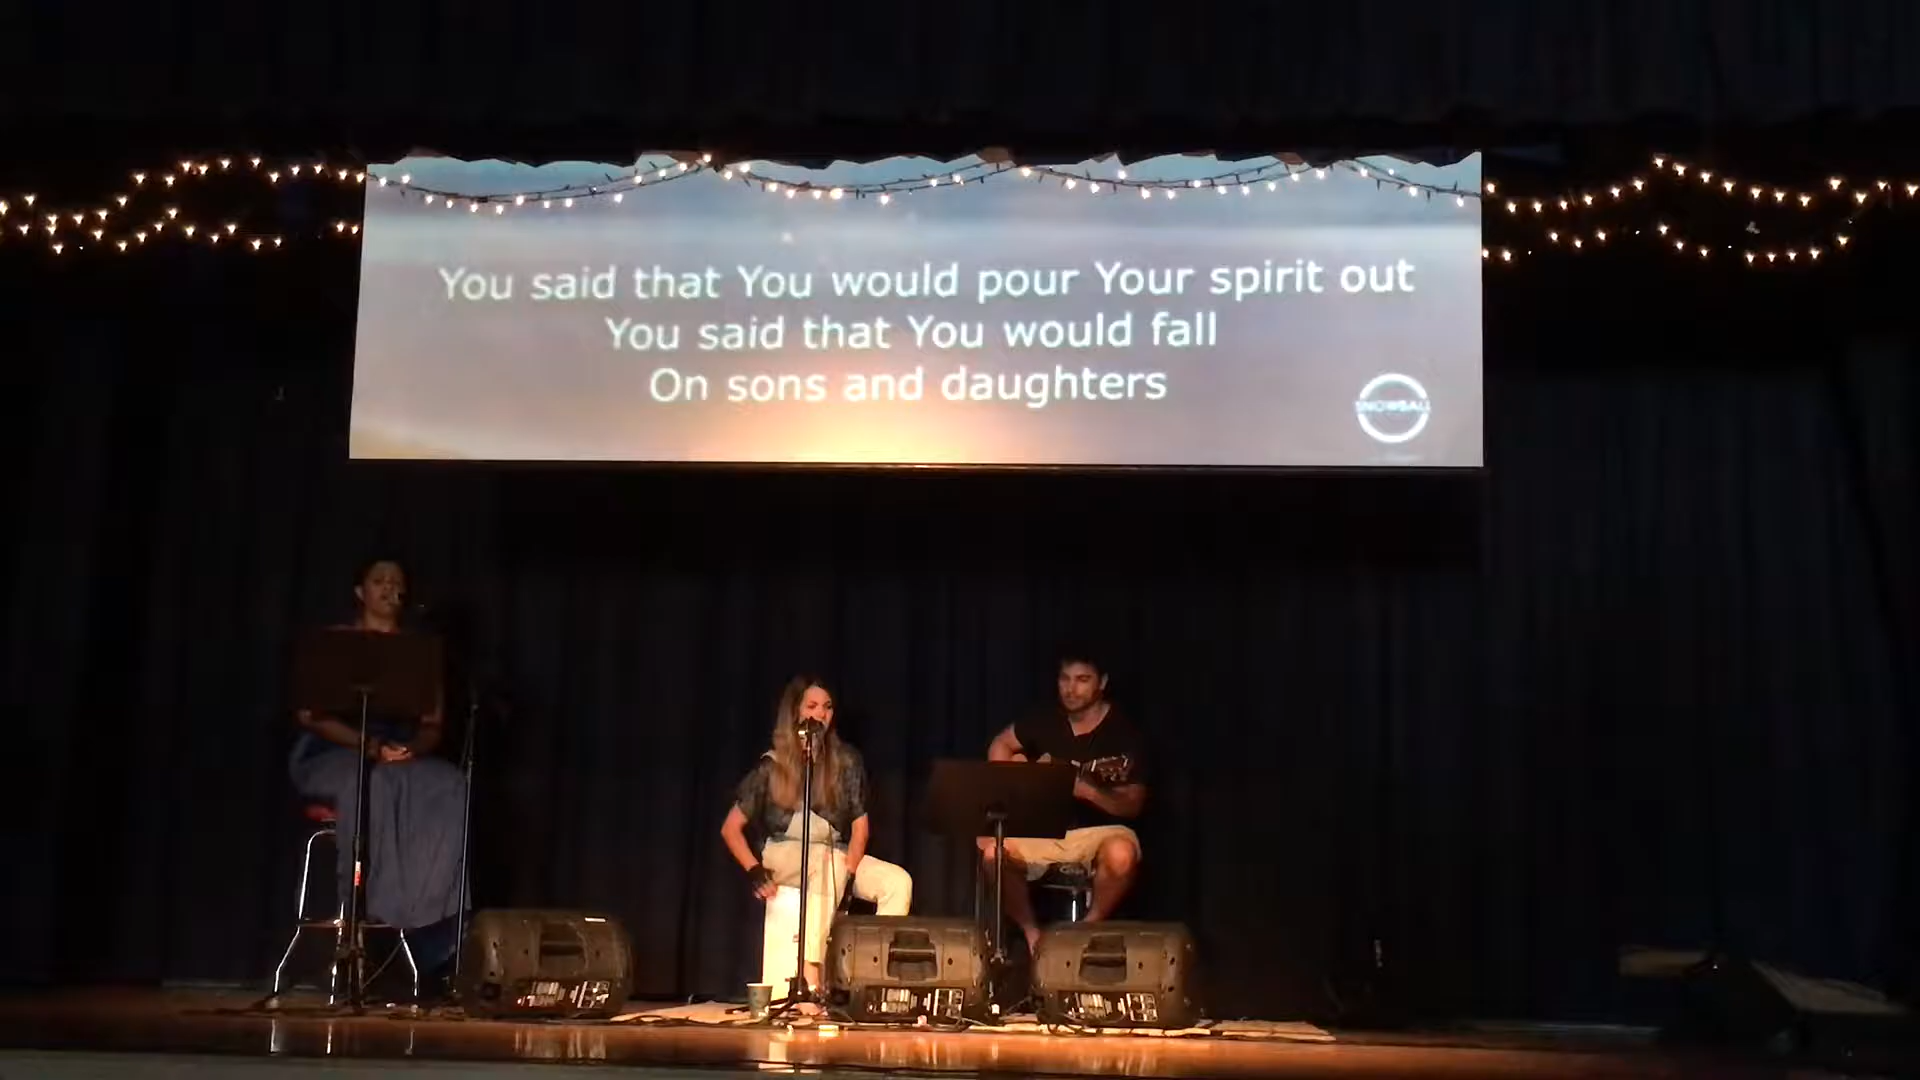 You said that You would pour Your spirit out
You said that You would fall
On sons and daughters
SNOWBALL